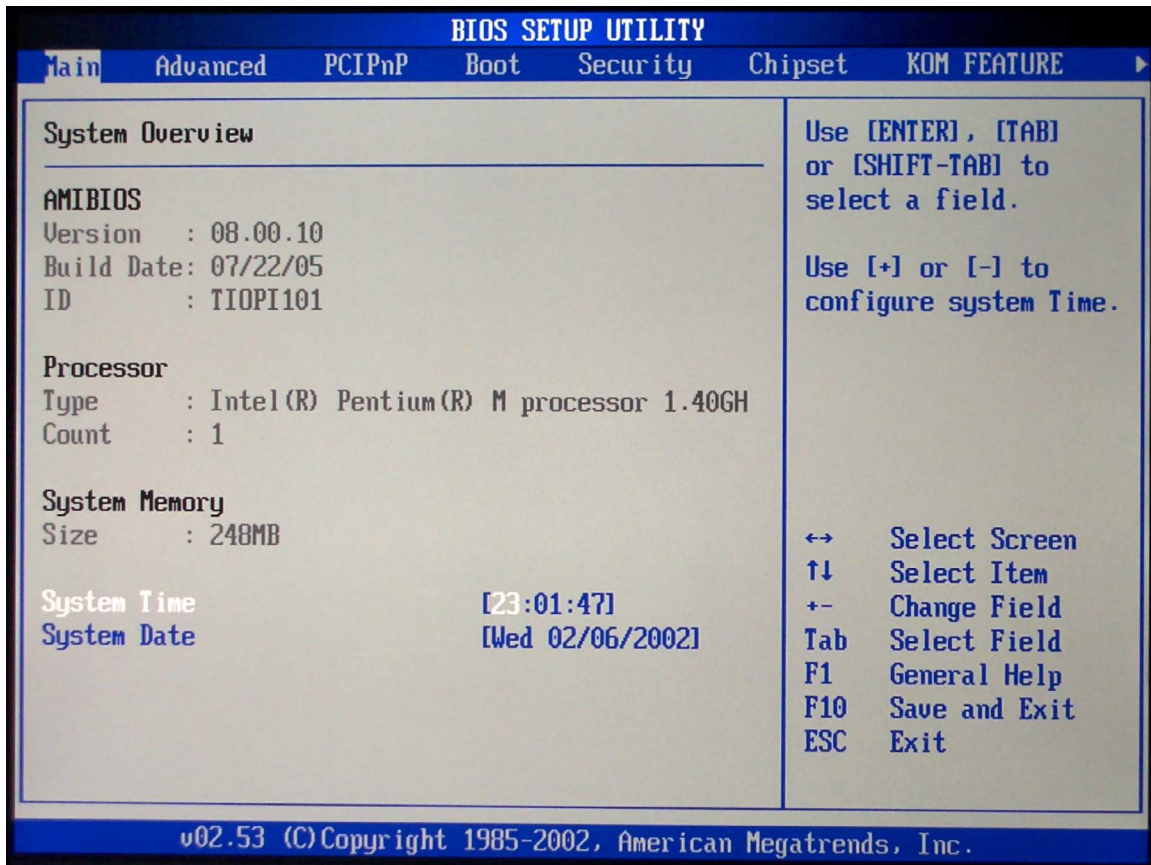 BIOS SETUP UTILITY
Main Advanced PCIPnP Boot Security Chipset KOM FEATURE
System Overview
AMIBIOS
Version : 08.00.10
Build Date: 07/22/05
ID : TIOPI101
Processor
Type : Intel(R) Pentium(R) M processor 1.40GH
Count : 1
System Memory
Size : 248MB
System Time [23:01:47]
System Date [Wed 02/06/2002]
Use [ENTER], [TAB]
or [SHIFT-TAB] to
select a field.
Use [+] or [-] to
configure system Time.
↔ Select Screen
↑↓ Select Item
+- Change Field
Tab Select Field
F1 General Help
F10 Save and Exit
ESC Exit
v02.53 (C)Copyright 1985-2002, American Megatrends, Inc.